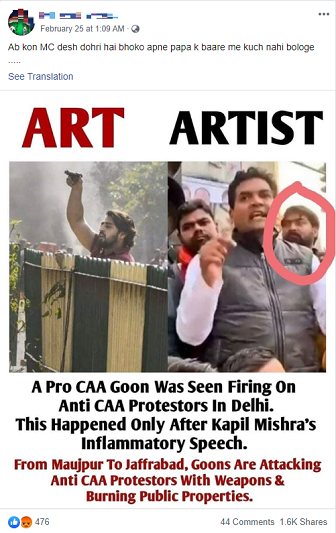 February 25 at 1:09 AM ·
Ab kon MC desh dohri hai bhoko apne papa k baare me kuch nahi bologe
.....
See Translation
ART ARTIST
A Pro CAA Goon Was Seen Firing On
Anti CAA Protestors In Delhi.
This Happened Only After Kapil Mishra's
Inflammatory Speech.
From Maujpur To Jaffrabad, Goons Are Attacking
Anti CAA Protestors With Weapons &
Burning Public Properties.
476 44 Comments 1.6K Shares